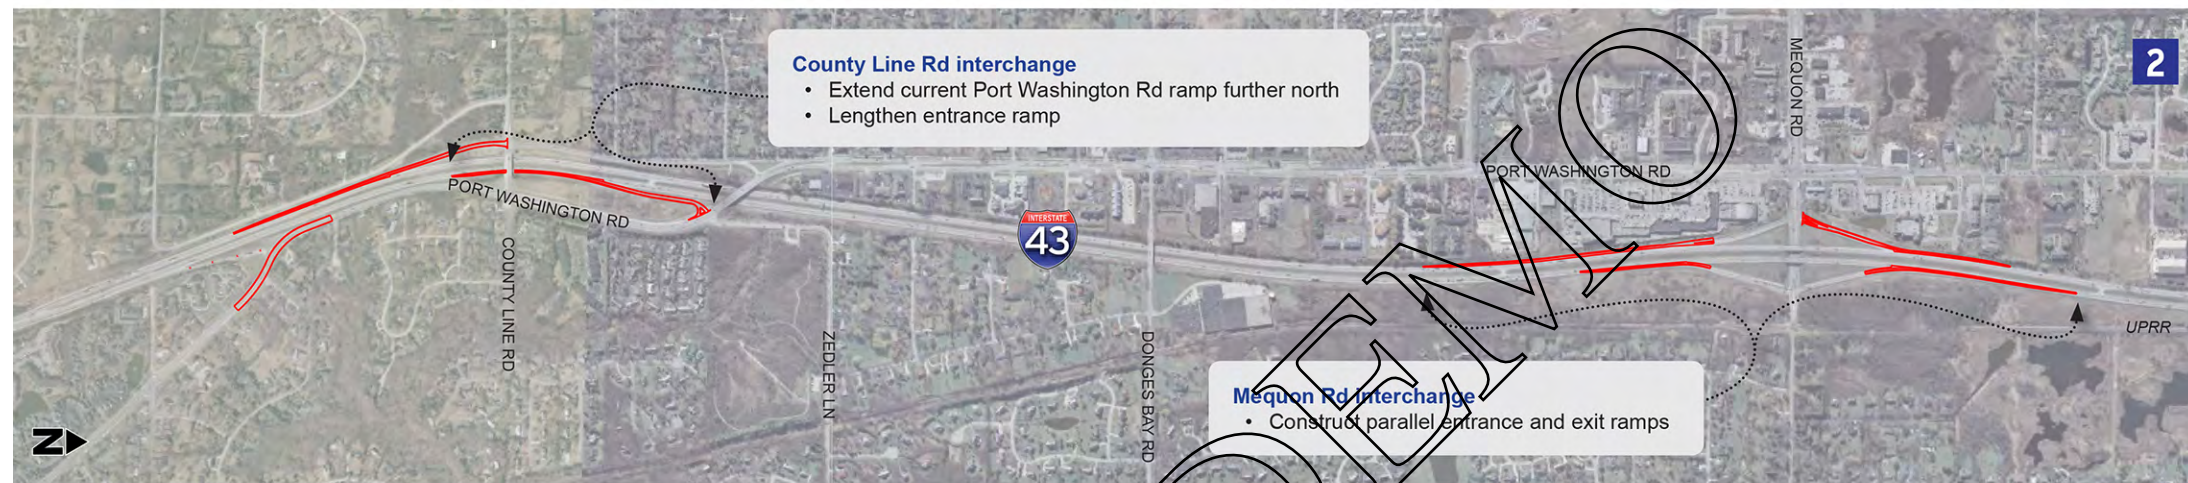 2
County Line Rd interchange
• Extend current Port Washington Rd ramp further north
• Lengthen entrance ramp
MEQUON RD
PORT WASHINGTON RD
PORT WASHINGTON RD
INTERSTATE
43
COUNTY LINE RD
ZEDLER LN
DONGES BAY RD
UPRR
Mequon Rd interchange
• Construct parallel entrance and exit ramps
N
DEMO